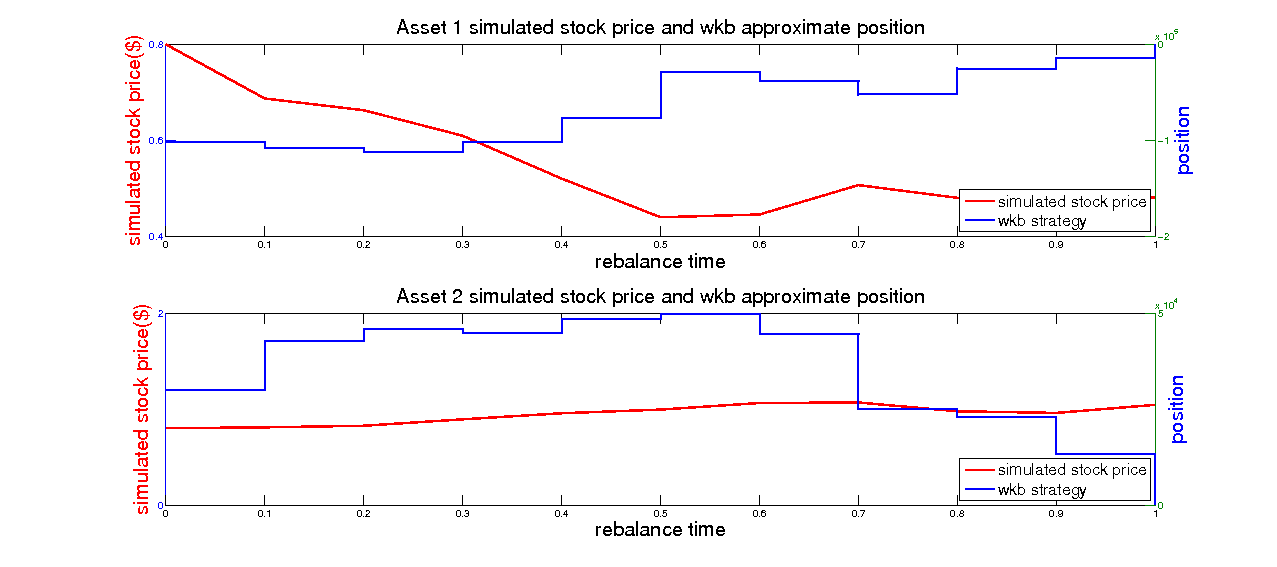 Asset 1 simulated stock price and wkb approximate position
x 10^5
0.8
0.6
0.4
0
-1
-2
simulated stock price($)
position
simulated stock price
wkb strategy
0 0.1 0.2 0.3 0.4 0.5 0.6 0.7 0.8 0.9 1
rebalance time
Asset 2 simulated stock price and wkb approximate position
x 10^4
2
0
5
0
simulated stock price($)
position
simulated stock price
wkb strategy
0 0.1 0.2 0.3 0.4 0.5 0.6 0.7 0.8 0.9 1
rebalance time